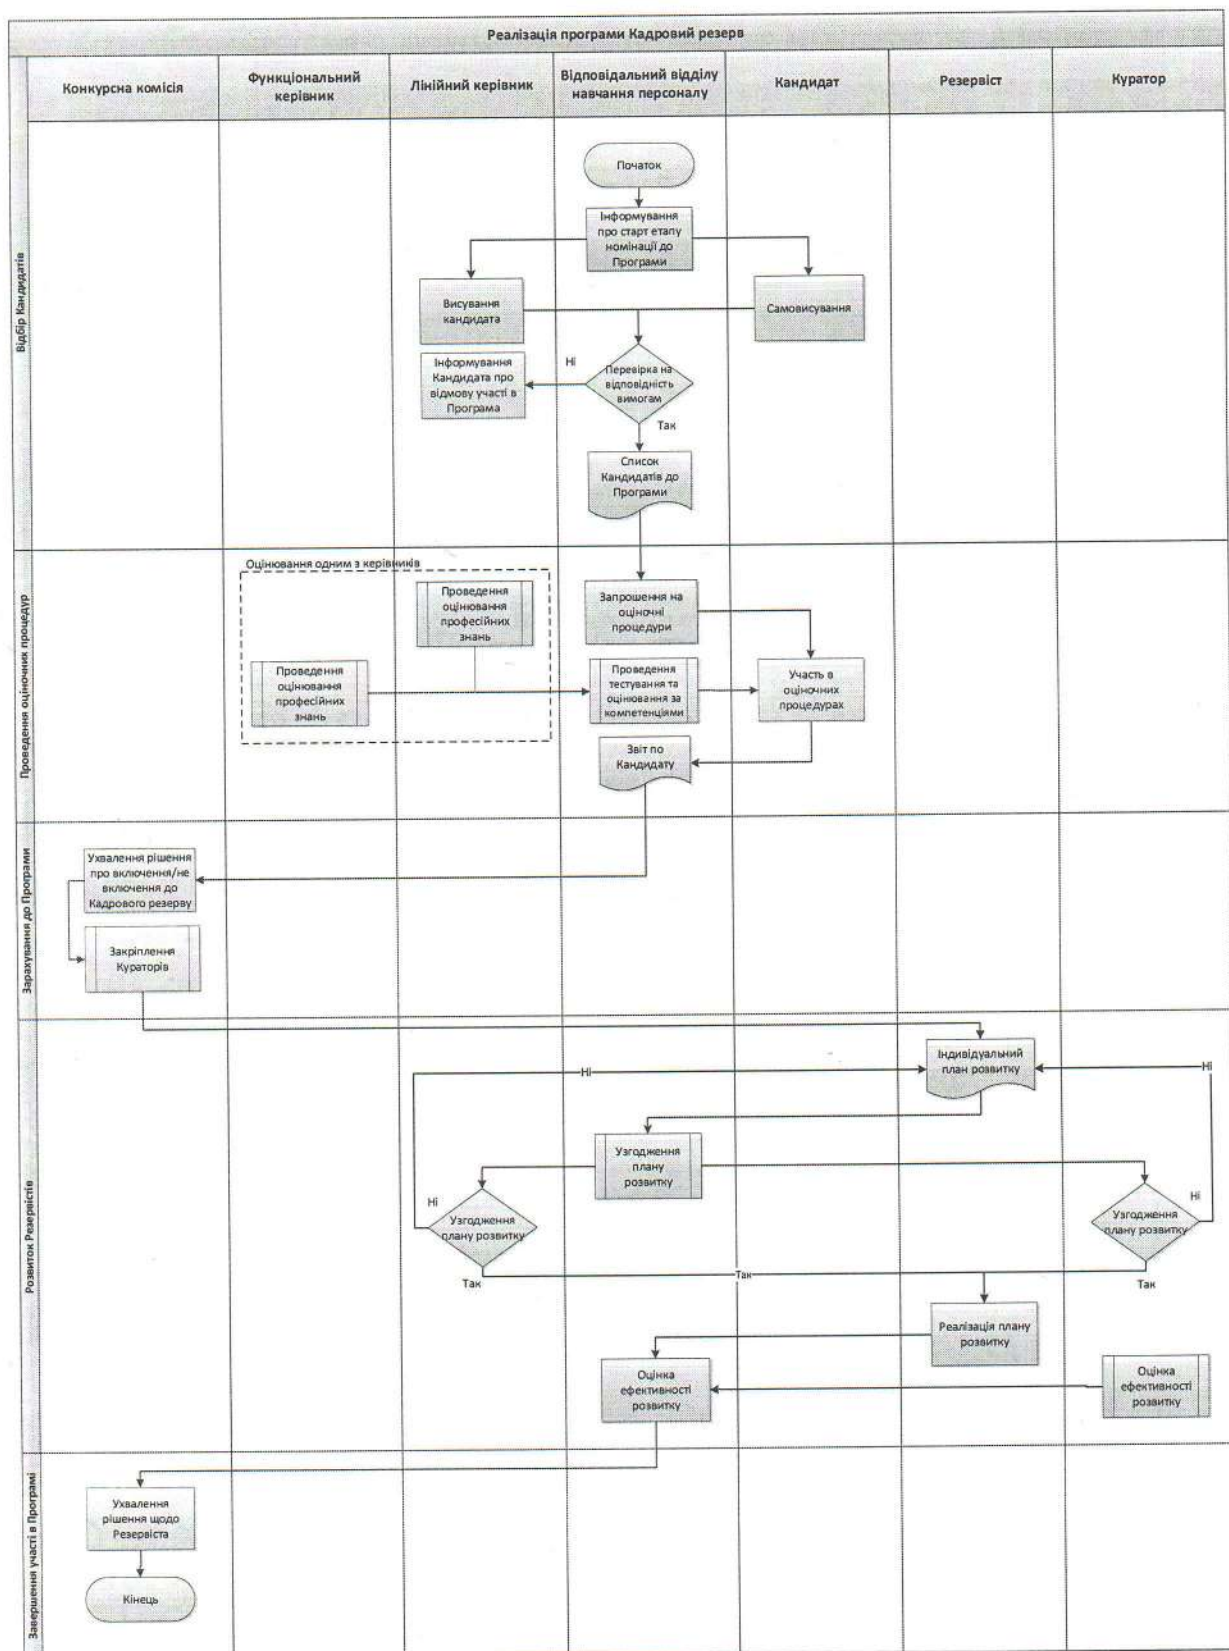 Реалізація програми Кадровий резерв
Конкурсна комісія
Функціональний
керівник
Лінійний керівник
Відповідальний відділу
навчання персоналу
Кандидат
Резервіст
Куратор
Відбір Кандидатів
Початок
Інформування
про старт етапу
номінації до
Програми
Висування
кандидата
Самовисування
Інформування
Кандидата про
відмову участі в
Програма
Ні
Перевірка на
відповідність
вимогам
Так
Список
Кандидатів до
Програми
Проведення оціночних процедур
Оцінювання одним з керівників
Проведення
оцінювання
професійних
знань
Запрошення на
оціночні
процедури
Проведення
оцінювання
професійних
знань
Проведення
тестування та
оцінювання за
компетенціями
Участь в
оціночних
процедурах
Звіт по
Кандидату
Зарахування до Програми
Ухвалення рішення
про включення/не
включення до
Кадрового резерву
Закріплення
Кураторів
Розвиток Резервістів
Індивідуальний
план розвитку
Ні
Ні
Узгодження
плану
розвитку
Ні
Узгодження
плану розвитку
Ні
Узгодження
плану розвитку
Так
Так
Так
Реалізація плану
розвитку
Оцінка
ефективності
розвитку
Оцінка
ефективності
розвитку
Завершення участі в Програмі
Ухвалення
рішення щодо
Резервіста
Кінець